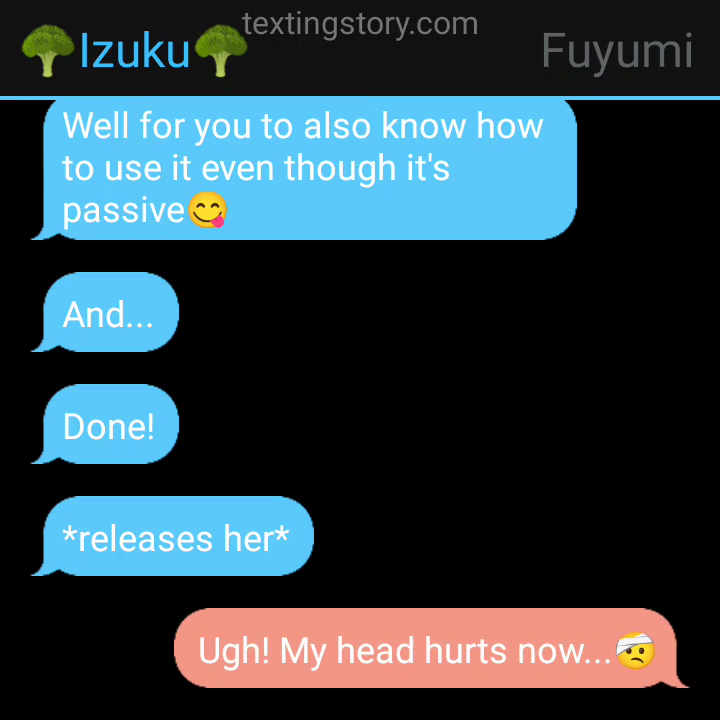 textingstory.com
🥦Izuku🥦
Fuyumi
Well for you to also know how
to use it even though it's
passive😋
And...
Done!
*releases her*
Ugh! My head hurts now...🤕